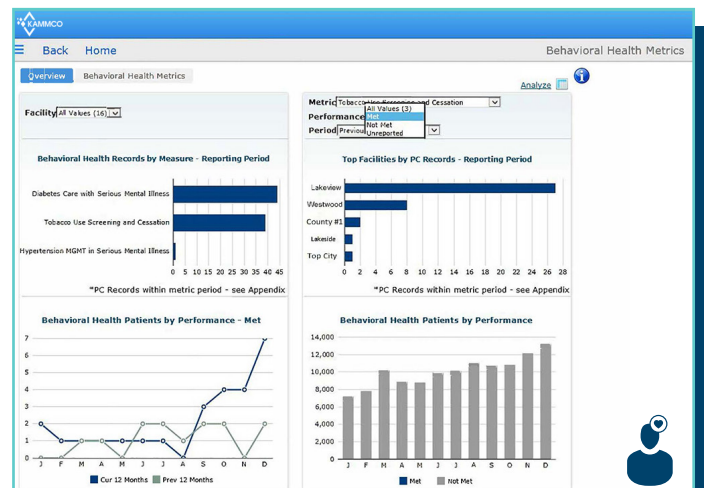 KAMMCO
Back Home
Behavioral Health Metrics
Overview
Behavioral Health Metrics
Analyze
i
Facility All Values (16)
Metric Tobacco Use Screening and Cessation
All Values (3)
Performance Met
Not Met
Period Previou
Unreported
Behavioral Health Records by Measure - Reporting Period
Diabetes Care with Serious Mental Illness
Tobacco Use Screening and Cessation
Hypertension MGMT in Serious Mental Illness
0 5 10 15 20 25 30 35 40 45
*PC Records within metric period - see Appendix
Top Facilities by PC Records - Reporting Period
Lakeview
Westwood
County #1
Lakeside
Top City
0 2 4 6 8 10 12 14 16 18 20 22 24 26 28
*PC Records within metric period - see Appendix
Behavioral Health Patients by Performance - Met
7
6
5
4
3
2
1
0
J F M A M J J A S O N D
Cur 12 Months Prev 12 Months
Behavioral Health Patients by Performance
14,000
12,000
10,000
8,000
6,000
4,000
2,000
0
J F M A M J J A S O N D
Met Not Met